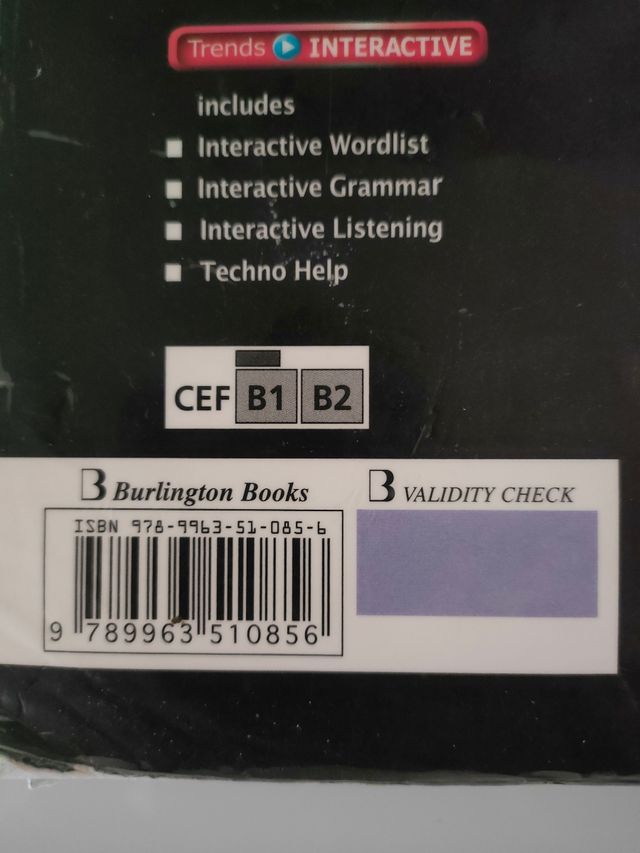 Trends INTERACTIVE
includes
Interactive Wordlist
Interactive Grammar
Interactive Listening
Techno Help
CEF B1 B2
B Burlington Books
B VALIDITY CHECK
ISBN 978-9963-51-085-6
9 789963 510856